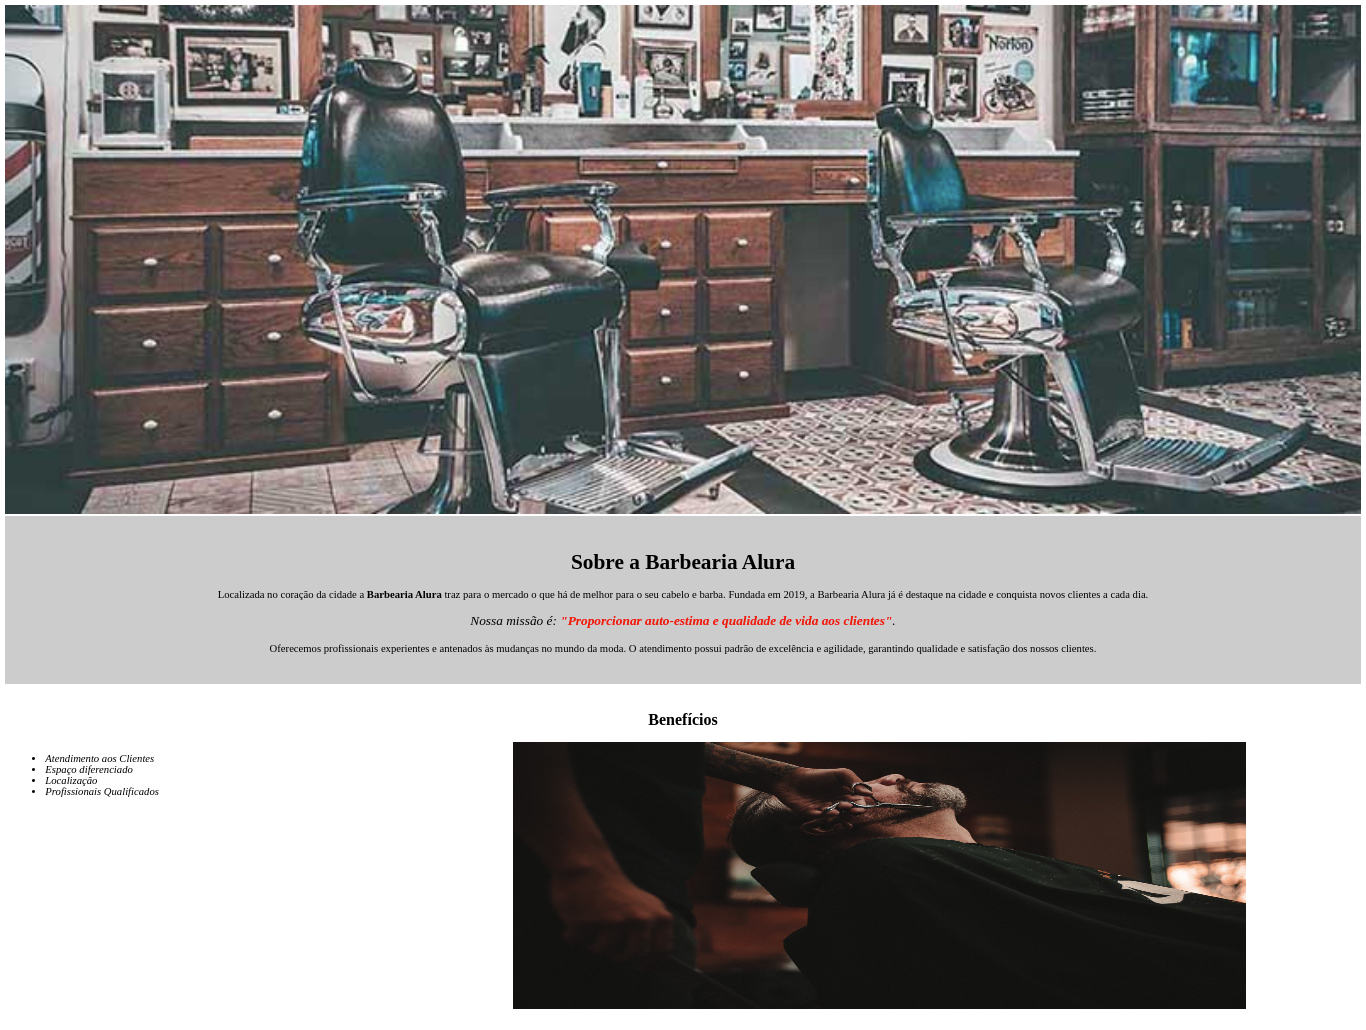 Norton
Sobre a Barbearia Alura
Localizada no coração da cidade a Barbearia Alura traz para o mercado o que há de melhor para o seu cabelo e barba. Fundada em 2019, a Barbearia Alura já é destaque na cidade e conquista novos clientes a cada dia.
Nossa missão é: "Proporcionar auto-estima e qualidade de vida aos clientes".
Oferecemos profissionais experientes e antenados às mudanças no mundo da moda. O atendimento possui padrão de excelência e agilidade, garantindo qualidade e satisfação dos nossos clientes.
Benefícios
Atendimento aos Clientes
Espaço diferenciado
Localização
Profissionais Qualificados